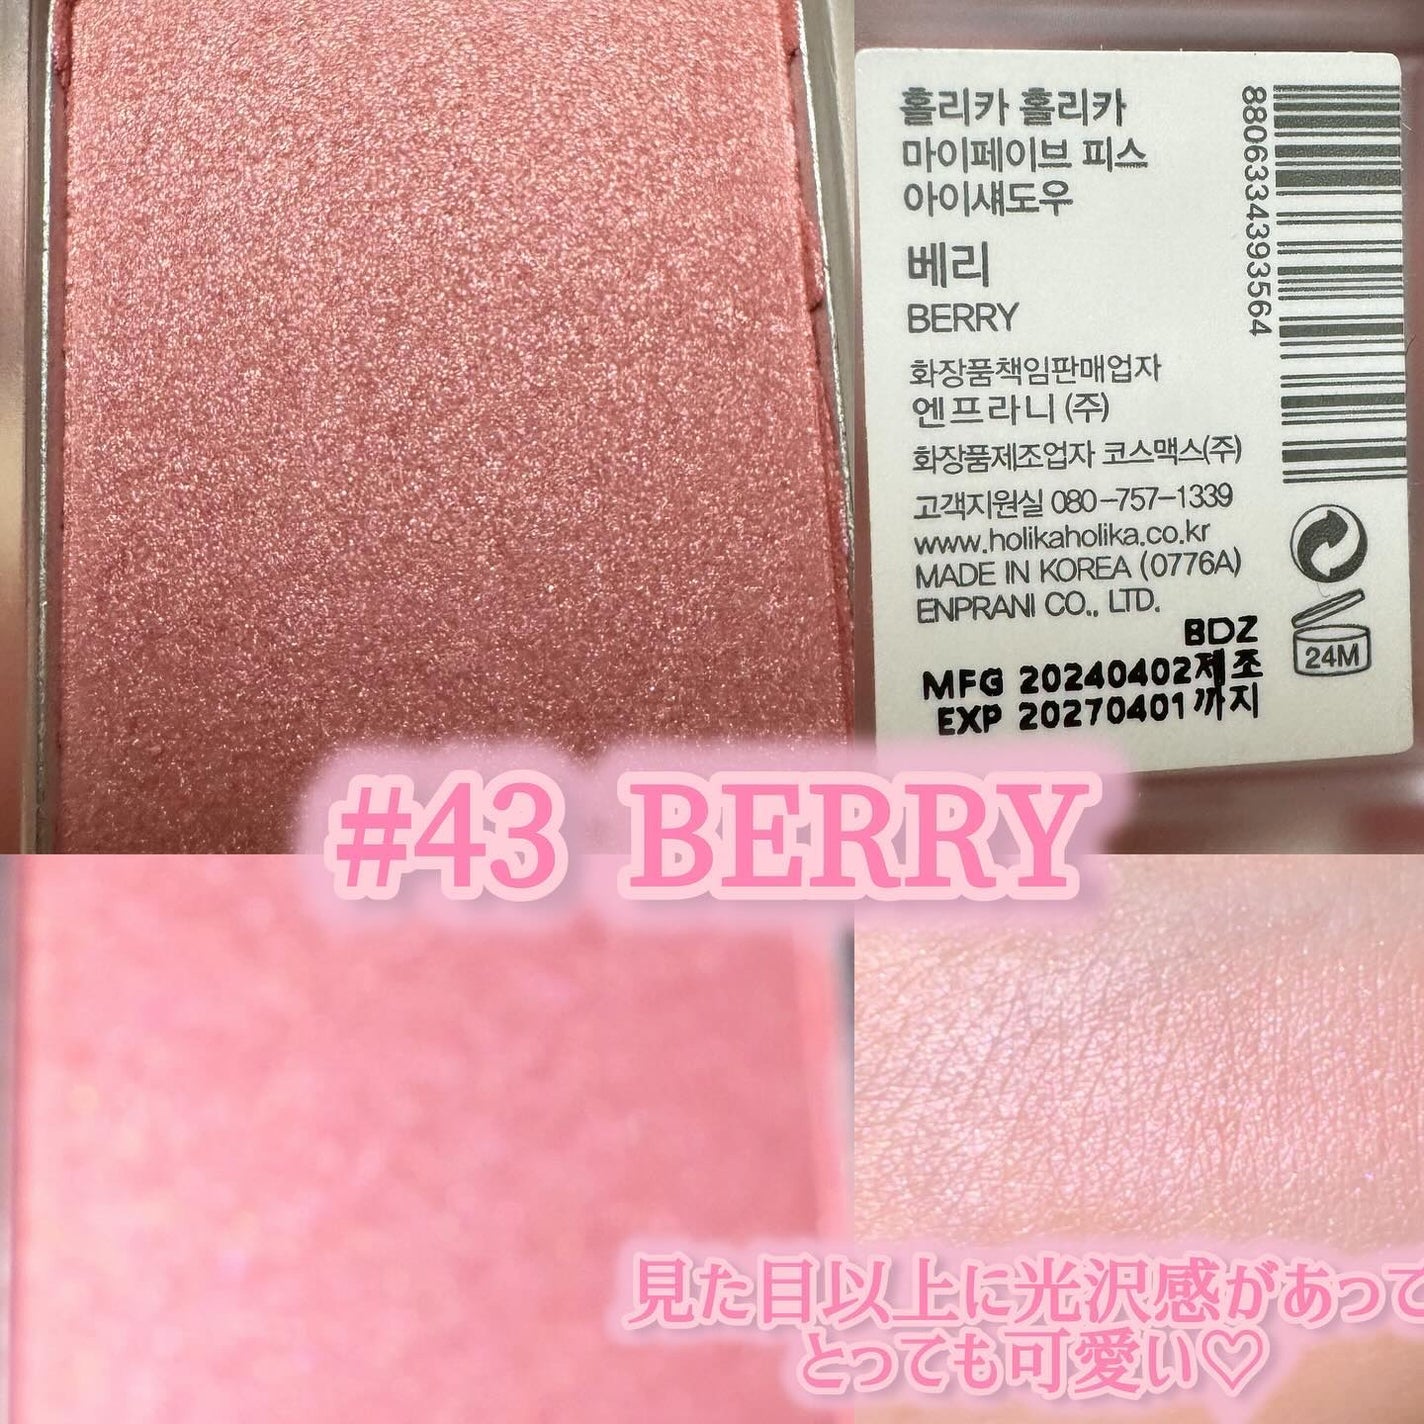 홀리카 홀리카
마이페이브 피스
아이섀도우
베리
BERRY
화장품책임판매업자
엔프라니 (주)
화장품제조업자 코스맥스(주)
고객지원실 080-757-1339
www.holikaholika.co.kr
MADE IN KOREA (0776A)
ENPRANI CO., LTD.
BDZ
MFG 20240402제조
EXP 20270401까지
8806334393564
24M
#43 BERRY
見た目以上に光沢感があって
とっても可愛い♡